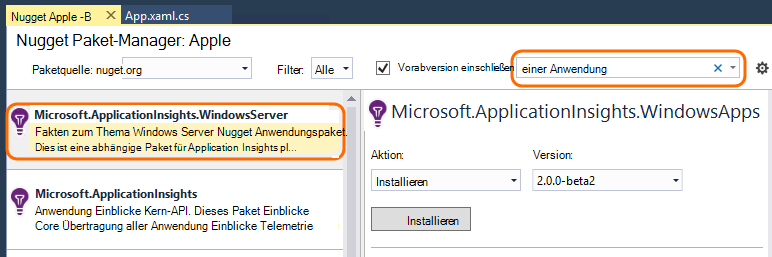 Nugget Apple -B
App.xaml.cs
Nugget Paket-Manager: Apple
Paketquelle: nuget.org
Filter: Alle
Vorabversion einschließen
einer Anwendung
Microsoft.ApplicationInsights.WindowsServer
Fakten zum Thema Windows Server Nugget Anwendungspaket.
Dies ist eine abhängige Paket für Application Insights pl...
Microsoft.ApplicationInsights
Anwendung Einblicke Kern-API. Dieses Paket Einblicke
Core Übertragung aller Anwendung Einblicke Telemetrie
Microsoft.ApplicationInsights.WindowsApps
Aktion:
Version:
Installieren
2.0.0-beta2
Installieren